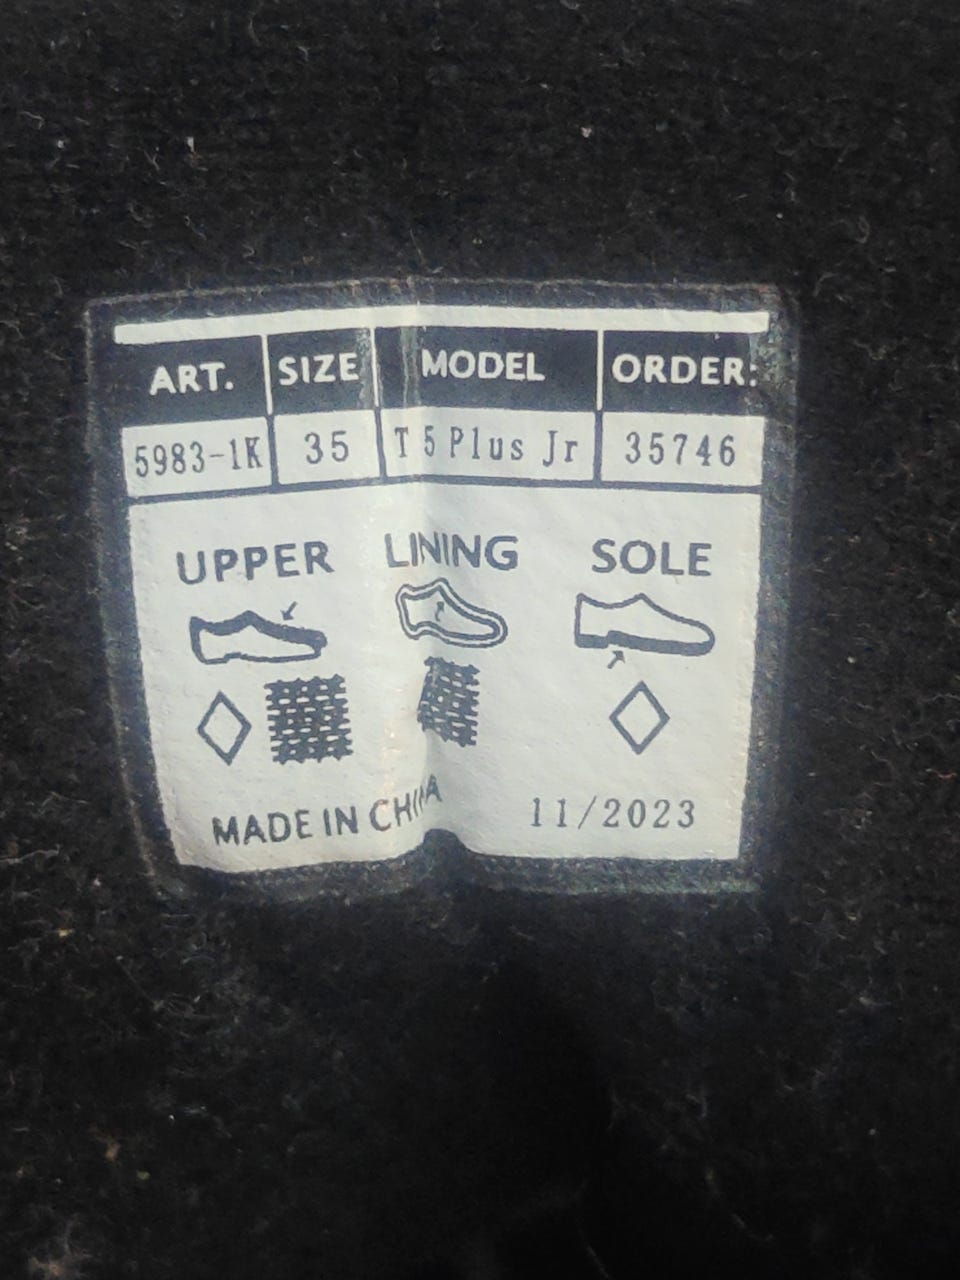 ART. SIZE MODEL ORDER:
5983-1K 35 T 5 Plus Jr 35746
UPPER LINING SOLE
MADE IN CHINA 11/2023